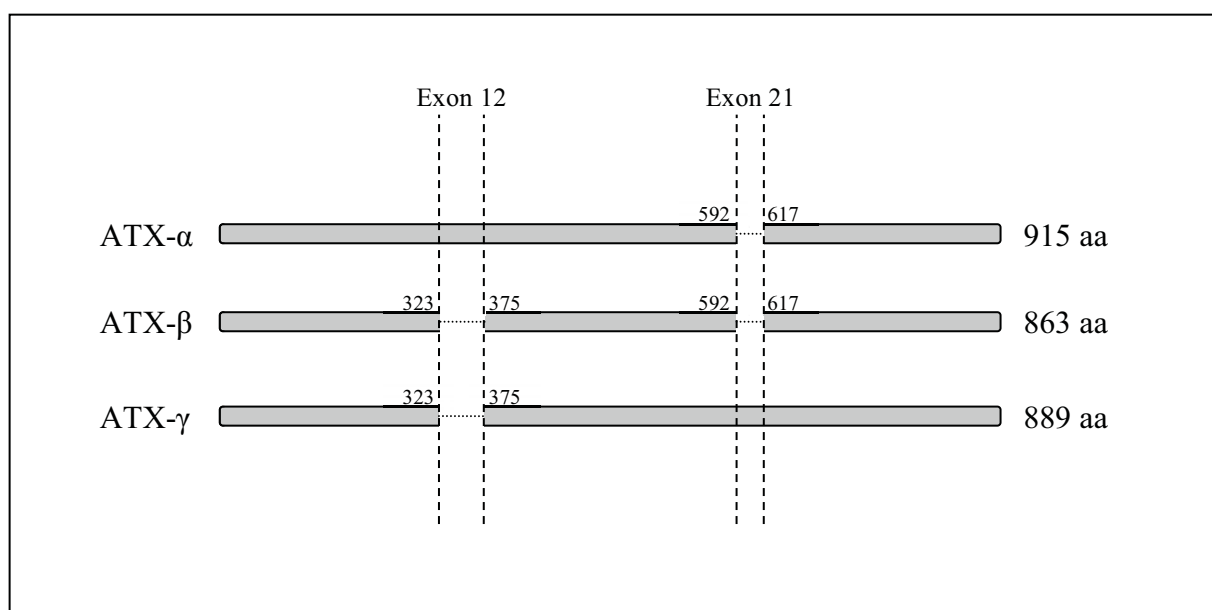 Exon 12 Exon 21
592 617
ATX-α 915 aa
323 375 592 617
ATX-β 863 aa
323 375
ATX-γ 889 aa